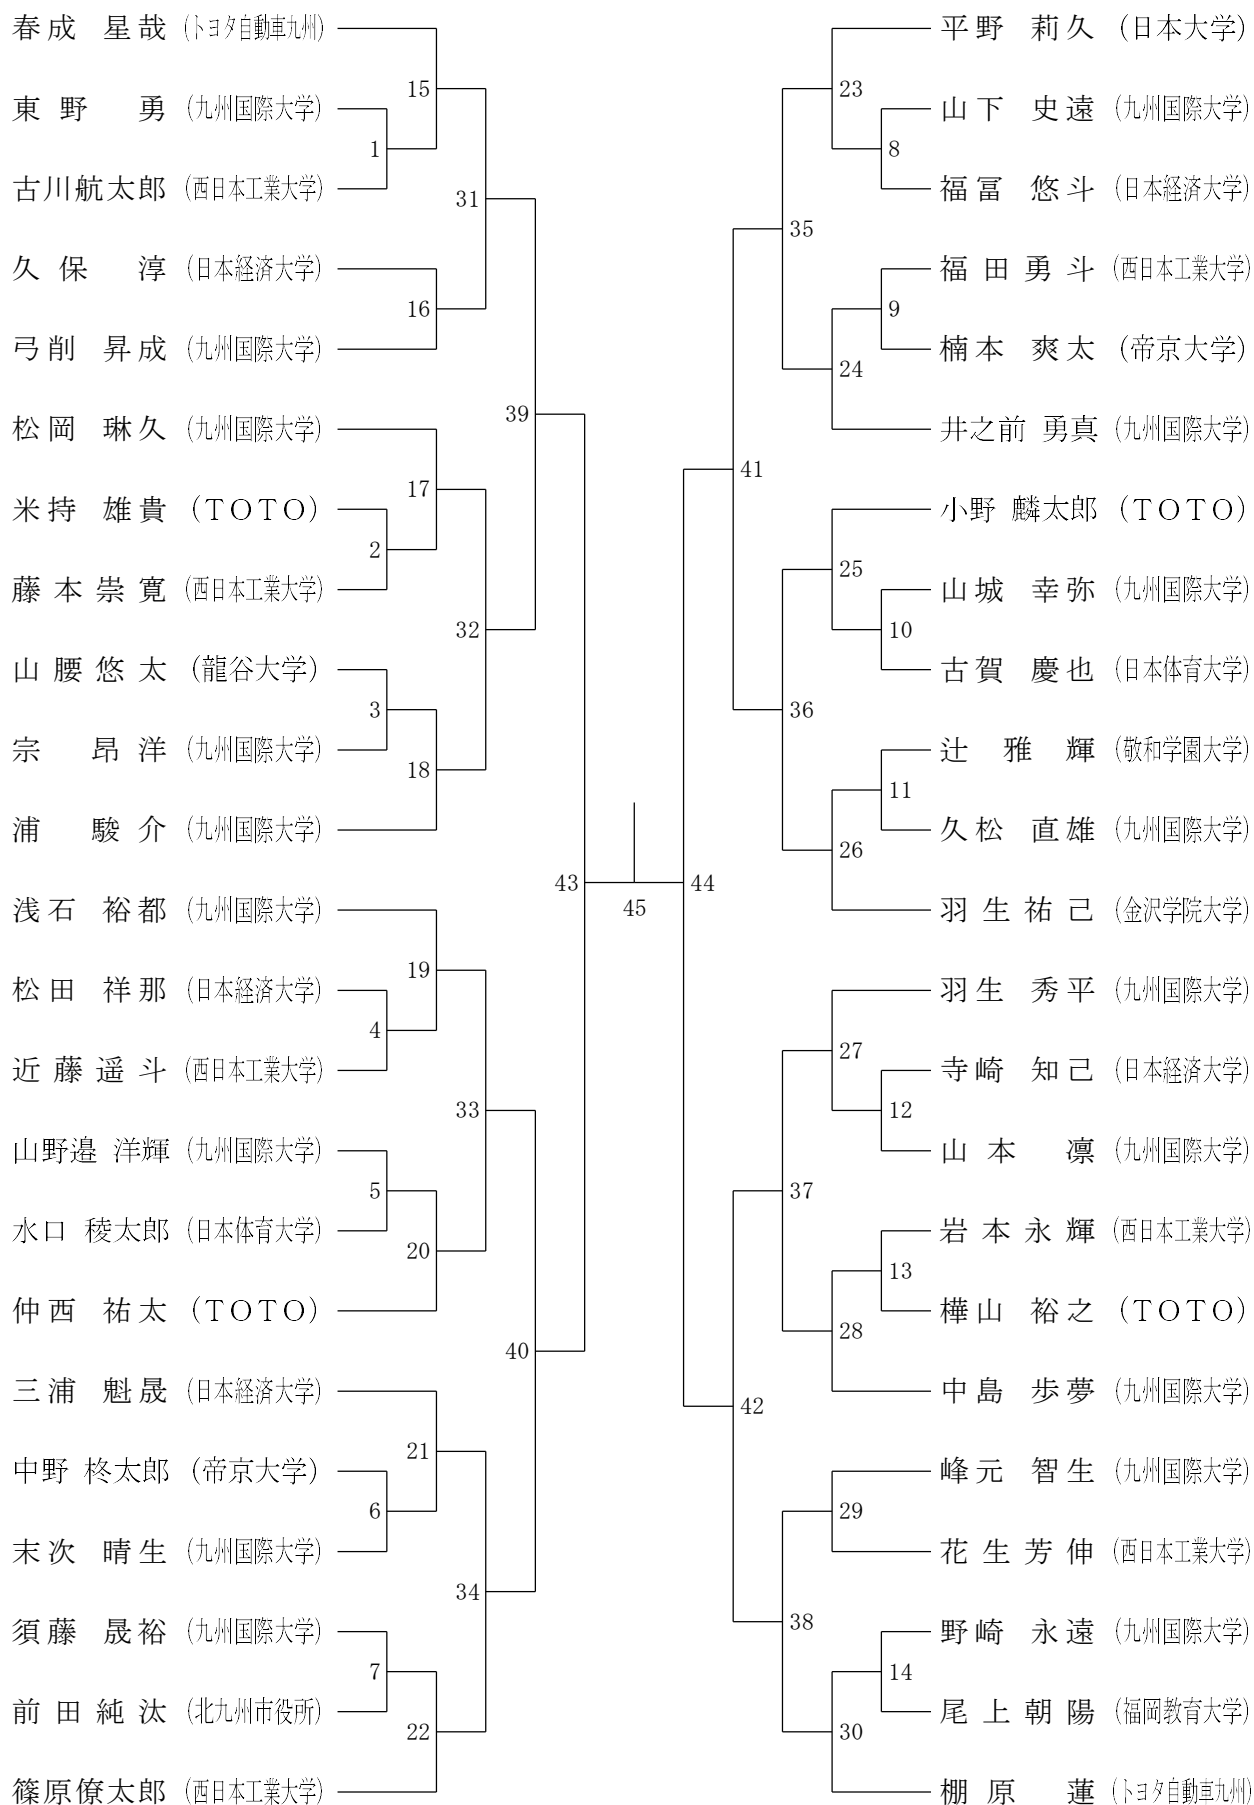 春成 星哉 (トヨタ自動車九州)
15
東野 勇 (九州国際大学)
1
古川航太郎 (西日本工業大学)
31
久保 淳 (日本経済大学)
16
弓削 昇成 (九州国際大学)
39
松岡 琳久 (九州国際大学)
17
米持 雄貴 (TOTO)
2
藤本崇寛 (西日本工業大学)
32
山腰悠太 (龍谷大学)
3
宗 昂洋 (九州国際大学)
18
浦 駿介 (九州国際大学)
43
浅石 裕都 (九州国際大学)
19
松田 祥那 (日本経済大学)
4
近藤遥斗 (西日本工業大学)
33
山野邉 洋輝 (九州国際大学)
5
水口 稜太郎 (日本体育大学)
20
仲西 祐太 (TOTO)
40
三浦 魁晟 (日本経済大学)
21
中野 柊太郎 (帝京大学)
6
末次 晴生 (九州国際大学)
34
須藤 晟裕 (九州国際大学)
7
前田純汰 (北九州市役所)
22
篠原僚太郎 (西日本工業大学)
45
平野 莉久 (日本大学)
23
山下 史遠 (九州国際大学)
8
福冨 悠斗 (日本経済大学)
35
福田勇斗 (西日本工業大学)
9
楠本 爽太 (帝京大学)
24
井之前 勇真 (九州国際大学)
41
小野 麟太郎 (TOTO)
25
山城 幸弥 (九州国際大学)
10
古賀 慶也 (日本体育大学)
36
辻 雅輝 (敬和学園大学)
11
久松 直雄 (九州国際大学)
26
羽生祐己 (金沢学院大学)
44
羽生 秀平 (九州国際大学)
27
寺崎 知己 (日本経済大学)
12
山本 凛 (九州国際大学)
37
岩本永輝 (西日本工業大学)
13
樺山 裕之 (TOTO)
28
中島 歩夢 (九州国際大学)
42
峰元 智生 (九州国際大学)
29
花生芳伸 (西日本工業大学)
38
野崎 永遠 (九州国際大学)
14
尾上朝陽 (福岡教育大学)
30
棚原 蓮 (トヨタ自動車九州)